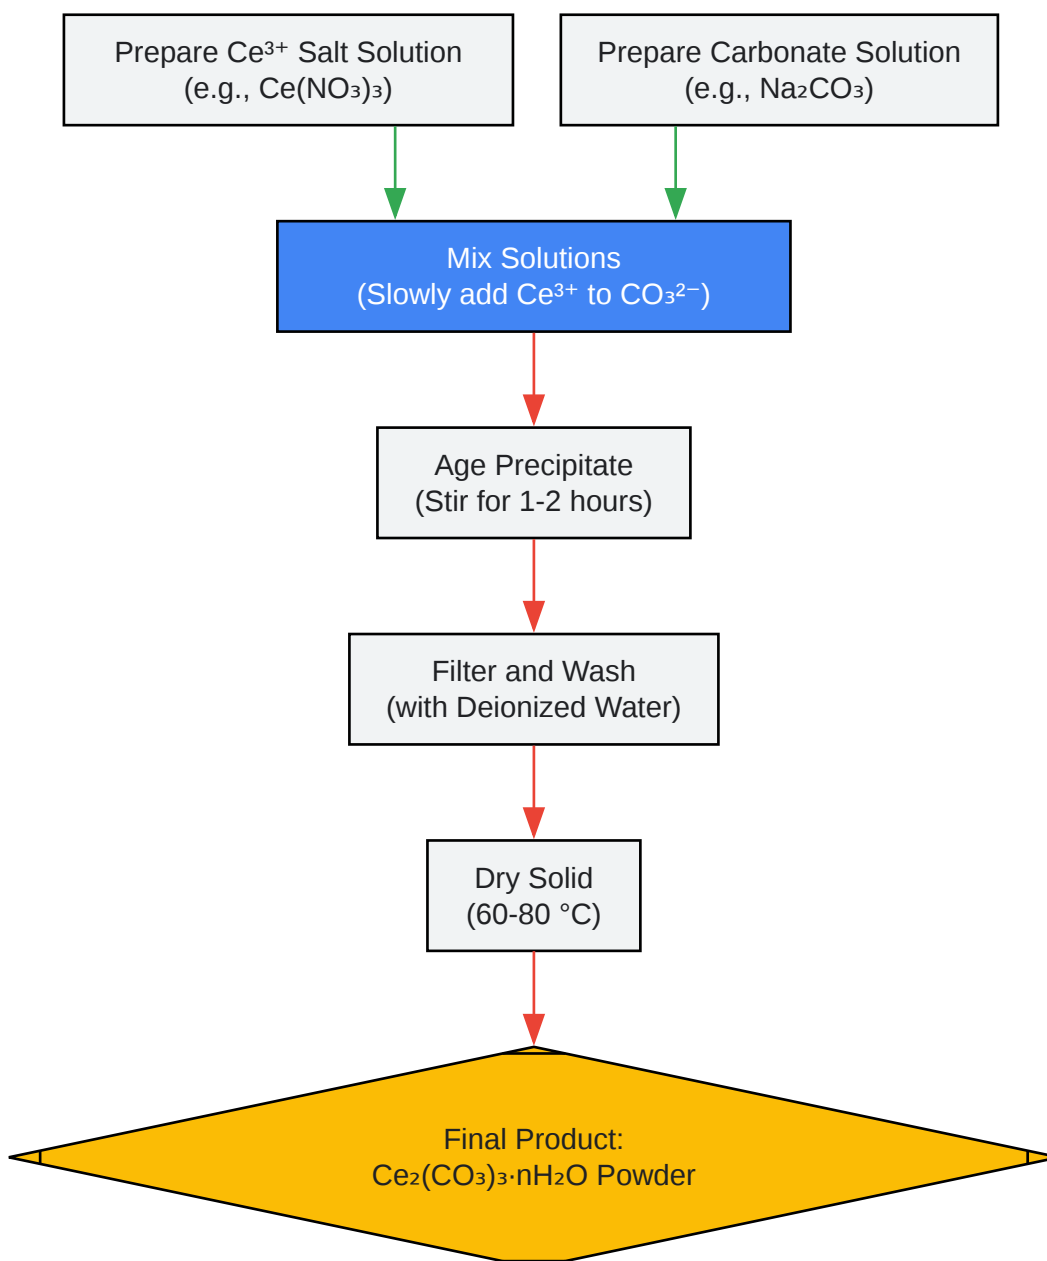 Prepare Ce³⁺ Salt Solution
(e.g., Ce(NO₃)₃)
Prepare Carbonate Solution
(e.g., Na₂CO₃)
Mix Solutions
(Slowly add Ce³⁺ to CO₃²⁻)
Age Precipitate
(Stir for 1-2 hours)
Filter and Wash
(with Deionized Water)
Dry Solid
(60-80 °C)
Final Product:
Ce₂(CO₃)₃·nH₂O Powder